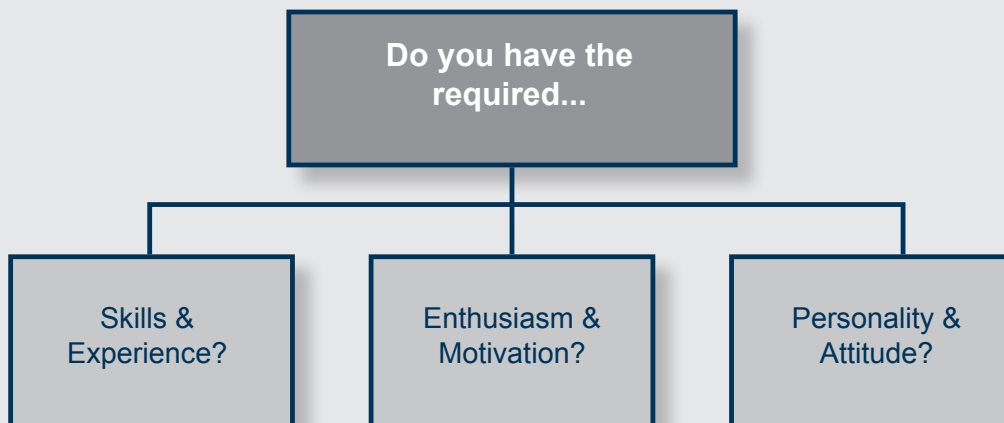 Do you have the
required...
Skills &
Experience?
Enthusiasm &
Motivation?
Personality &
Attitude?